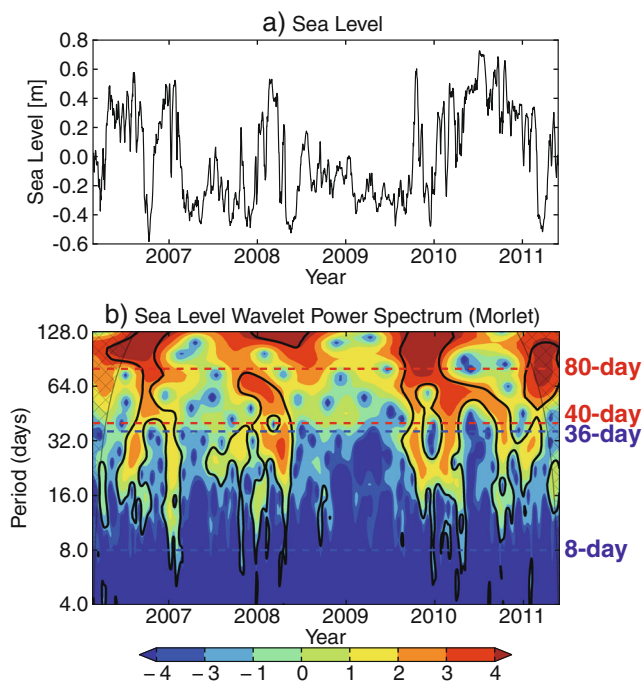 a) Sea Level
Sea Level [m]
0.8
0.6
0.4
0.2
0.0
-0.2
-0.4
-0.6
2007 2008 2009 2010 2011
Year
b) Sea Level Wavelet Power Spectrum (Morlet)
Period (days)
128.0
64.0
32.0
16.0
8.0
4.0
80-day
40-day
36-day
8-day
2007 2008 2009 2010 2011
Year
-4 -3 -1 0 1 2 3 4